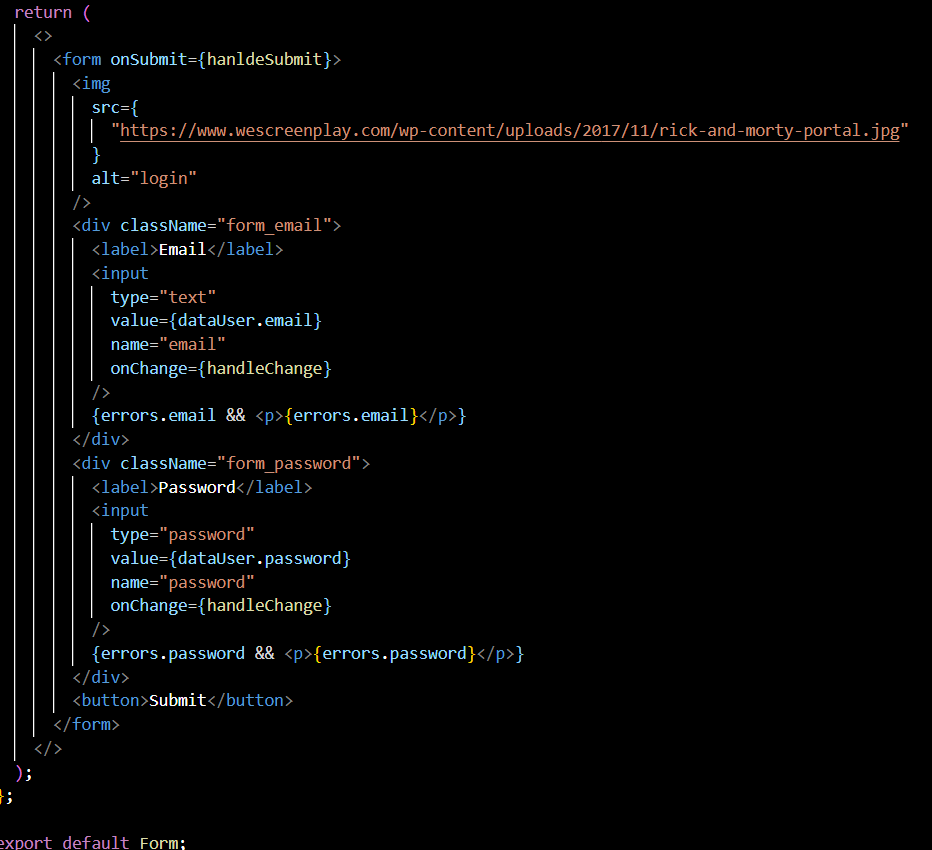 return (
<>
<form onSubmit={hanldeSubmit}>
<img
src={
"https://www.wescreenplay.com/wp-content/uploads/2017/11/rick-and-morty-portal.jpg"
}
alt="login"
/>
<div className="form_email">
<label>Email</label>
<input
type="text"
value={dataUser.email}
name="email"
onChange={handleChange}
/>
{errors.email && <p>{errors.email}</p>}
</div>
<div className="form_password">
<label>Password</label>
<input
type="password"
value={dataUser.password}
name="password"
onChange={handleChange}
/>
{errors.password && <p>{errors.password}</p>}
</div>
<button>Submit</button>
</form>
</>
);
};
export default Form;